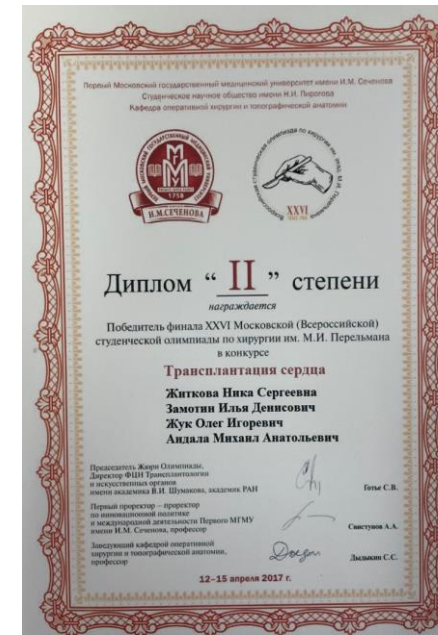 Первый Московский государственный медицинский университет имени И.М. Сеченова
Студенческое научное общество имени Н.И. Пирогова
Кафедра оперативной хирургии и топографической анатомии
1758
И.М.СЕЧЕНОВА
XXVI
Диплом “ II ” степени
награждается
Победитель финала XXVI Московской (Всероссийской)
студенческой олимпиады по хирургии им. М.И. Перельмана
в конкурсе
Трансплантация сердца
Житкова Ника Сергеевна
Замотин Илья Денисович
Жук Олег Игоревич
Андала Михаил Анатольевич
Председатель Жюри Олимпиады,
Директор ФЦН Трансплантологии
и искусственных органов
имени академика В.И. Шумакова, академик РАН
Готье С.В.
Первый проректор – проректор
по инновационной политике
и международной деятельности Первого МГМУ
имени И.М. Сеченова, профессор
Свистунов А.А.
Заведующий кафедрой оперативной
хирургии и топографической анатомии,
профессор
Дыдыкин С.С.
12–15 апреля 2017 г.